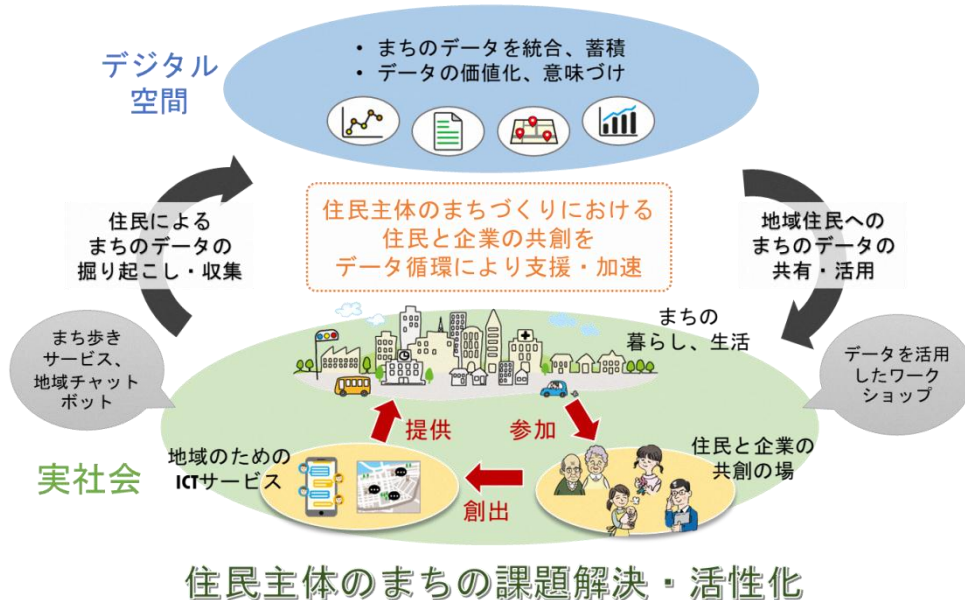 デジタル
空間
• まちのデータを統合、蓄積
• データの価値化、意味づけ
住民による
まちのデータの
掘り起こし・収集
住民主体のまちづくりにおける
住民と企業の共創を
データ循環により支援・加速
地域住民への
まちのデータの
共有・活用
まち歩き
サービス、
地域チャット
ボット
まちの
暮らし、生活
データを活用
したワーク
ショップ
提供
参加
実社会
地域のための
ICTサービス
創出
住民と企業の
共創の場
住民主体のまちの課題解決・活性化